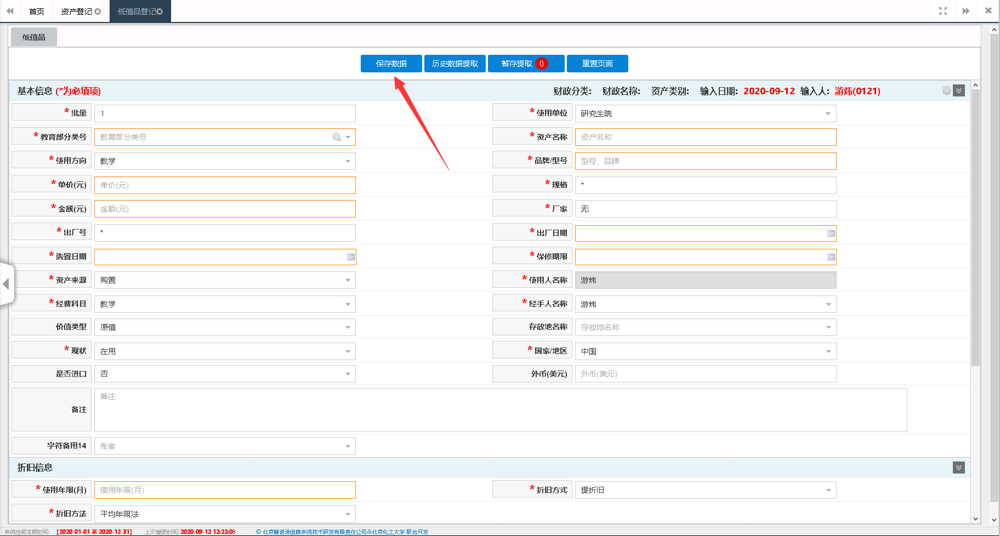 首页 资产登记 低值品登记
低值品
保存数据 历史数据提取 暂存提取 0 重置页面
基本信息 (*为必填项) 财政分类: 财政名称: 资产类别: 输入日期: 2020-09-12 输入人: 游炜(0121)
*批量 1 *使用单位 研究生院
*教育部分类号 教育部分类号 *资产名称 资产名称
*使用方向 教学 *品牌/型号 型号、品牌
*单价(元) 单价(元) *规格 *
*金额(元) 金额(元) *厂家 无
*出厂号 * *出厂日期
*购置日期 *保修期限
*资产来源 购置 *使用人名称 游炜
*经费科目 教学 *经手人名称 游炜
价值类型 原值 存放地名称 存放地名称
*现状 在用 *国家/地区 中国
是否进口 否 外币(美元) 外币(美元)
备注 备注
字符备用14 账套
折旧信息
*使用年限(月) 使用年限(月) *折旧方式 提折旧
*折旧方法 平均年限法
系统当前本期时间: 【2020-01-01 至 2020-12-31】 上次登录时间: 2020-09-12 12:22:08 © 北京普诺迪信息系统技术研发有限责任公司&北京化工大学 联合开发